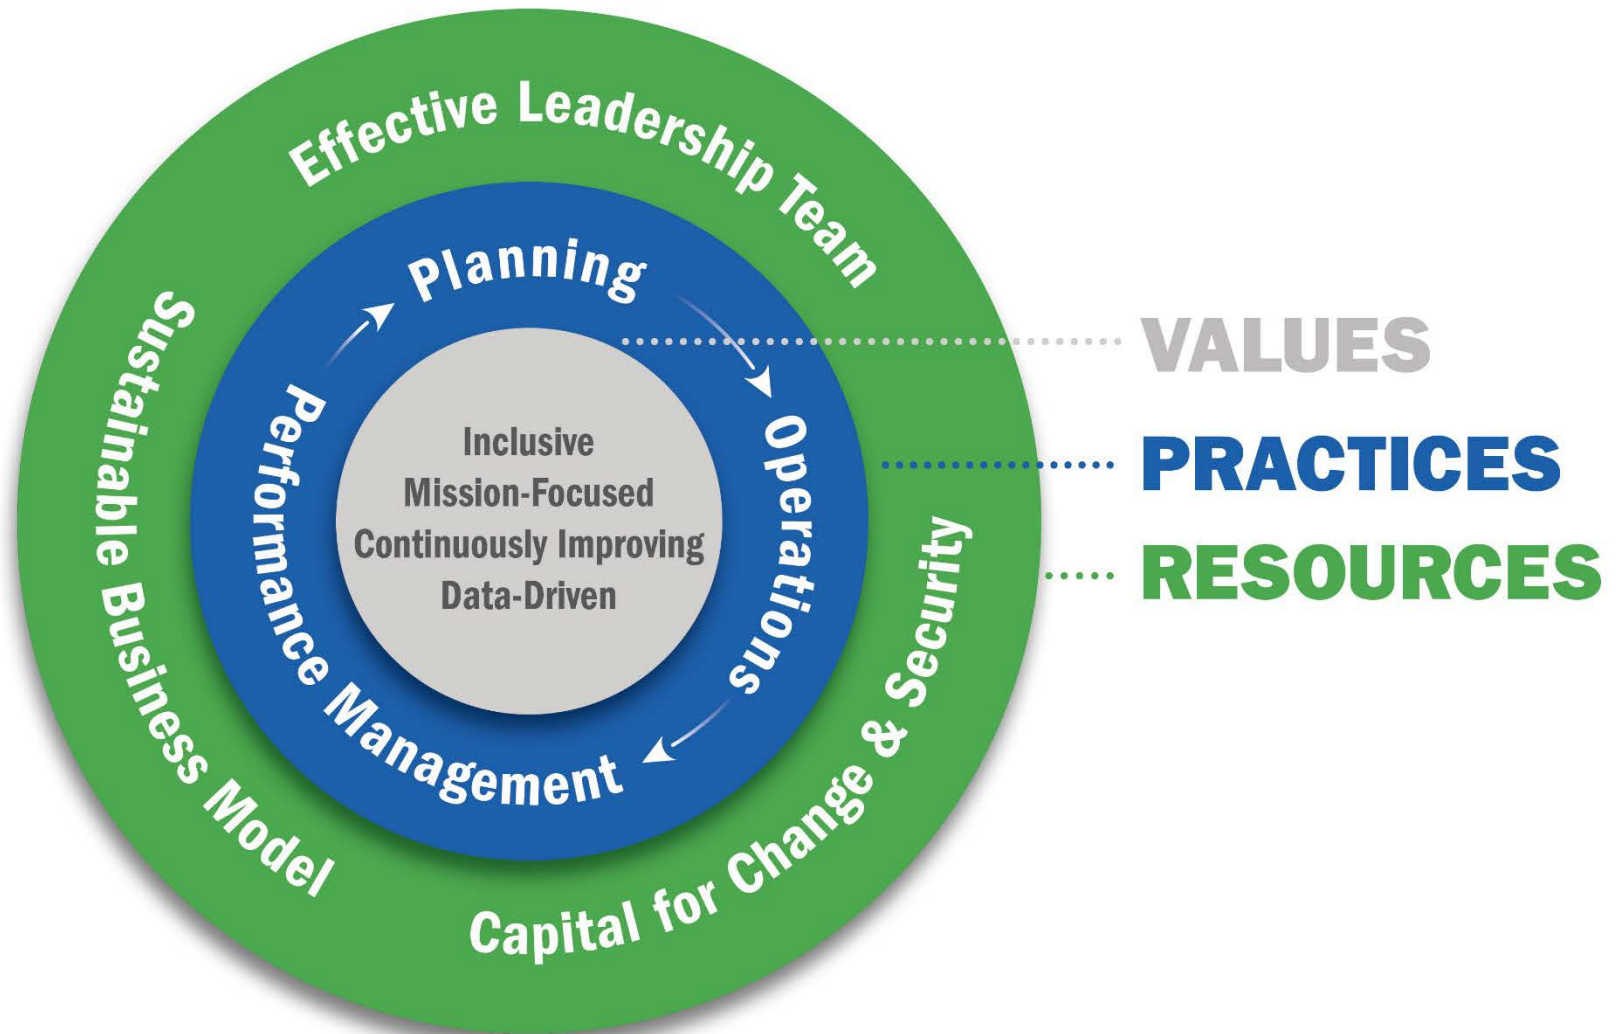 Effective Leadership Team
Sustainable Business Model
Capital for Change & Security
Planning
Operations
Performance Management
Inclusive
Mission-Focused
Continuously Improving
Data-Driven
VALUES
PRACTICES
RESOURCES